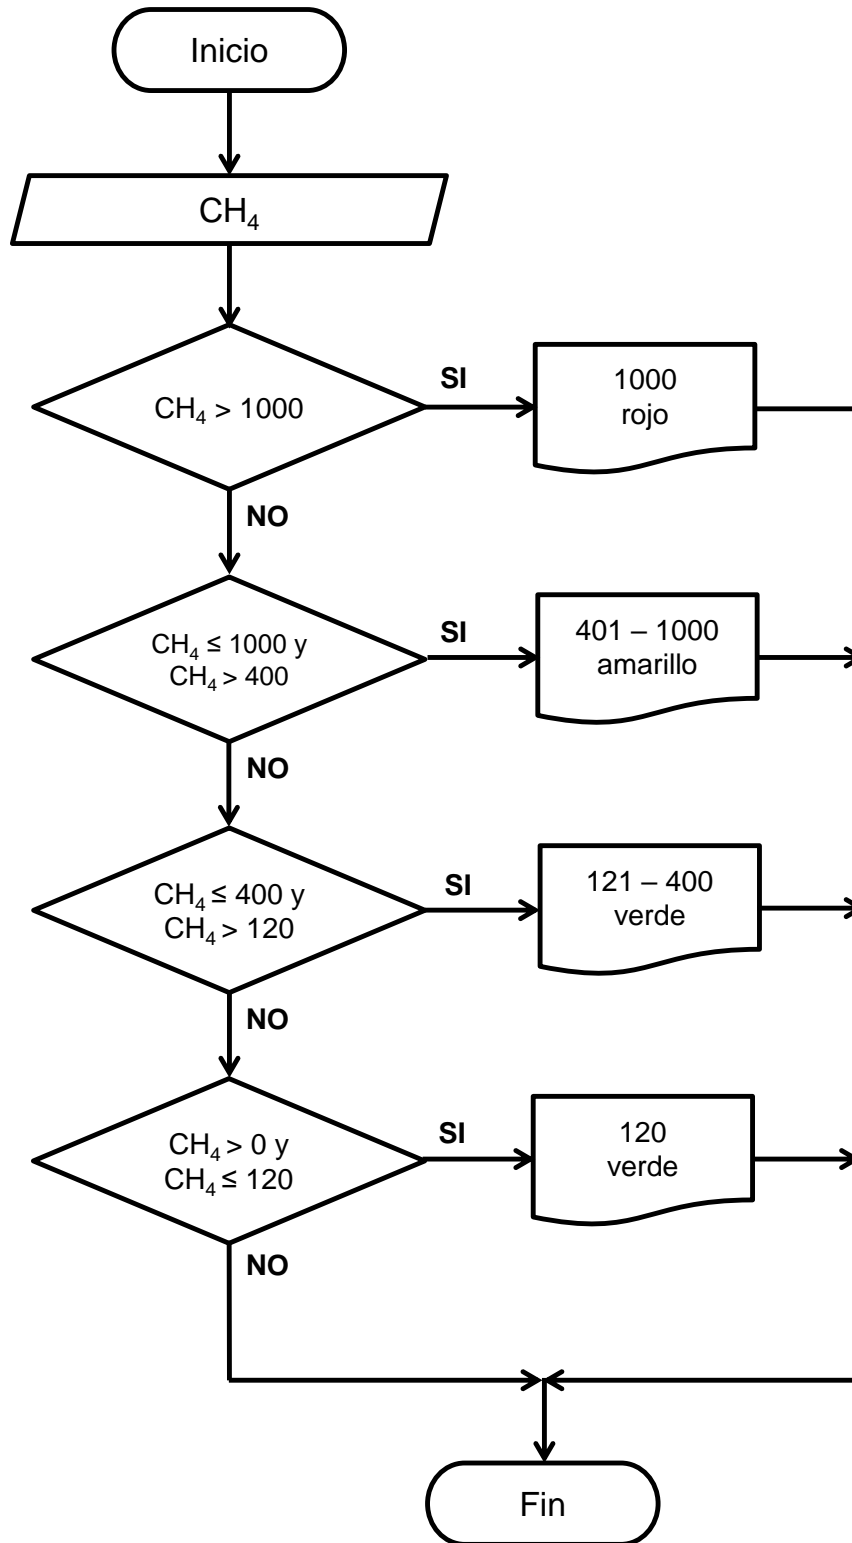 Inicio
CH₄
CH₄ > 1000
SI
1000
rojo
NO
CH₄ ≤ 1000 y
CH₄ > 400
SI
401 – 1000
amarillo
NO
CH₄ ≤ 400 y
CH₄ > 120
SI
121 – 400
verde
NO
CH₄ > 0 y
CH₄ ≤ 120
SI
120
verde
NO
Fin